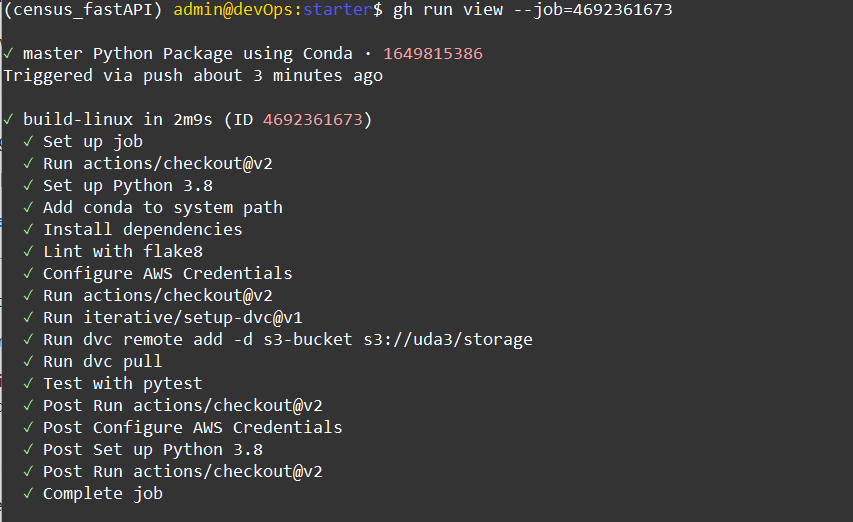 (census_fastAPI) admin@devOps:starter$ gh run view --job=4692361673
✓ master Python Package using Conda · 1649815386
Triggered via push about 3 minutes ago
✓ build-linux in 2m9s (ID 4692361673)
✓ Set up job
✓ Run actions/checkout@v2
✓ Set up Python 3.8
✓ Add conda to system path
✓ Install dependencies
✓ Lint with flake8
✓ Configure AWS Credentials
✓ Run actions/checkout@v2
✓ Run iterative/setup-dvc@v1
✓ Run dvc remote add -d s3-bucket s3://uda3/storage
✓ Run dvc pull
✓ Test with pytest
✓ Post Run actions/checkout@v2
✓ Post Configure AWS Credentials
✓ Post Set up Python 3.8
✓ Post Run actions/checkout@v2
✓ Complete job